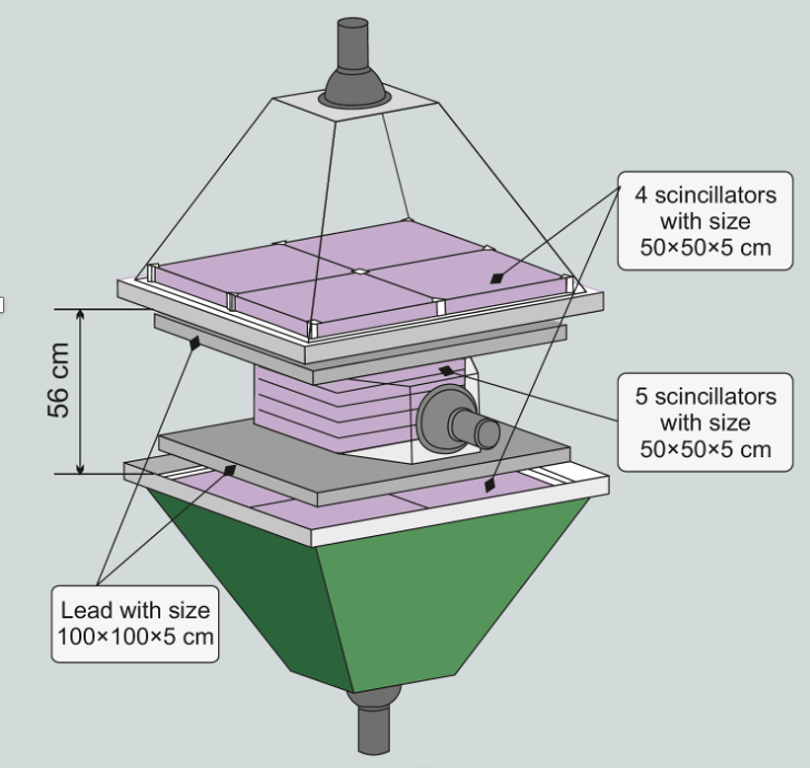 4 scincillators
with size
50×50×5 cm
56 cm
5 scincillators
with size
50×50×5 cm
Lead with size
100×100×5 cm